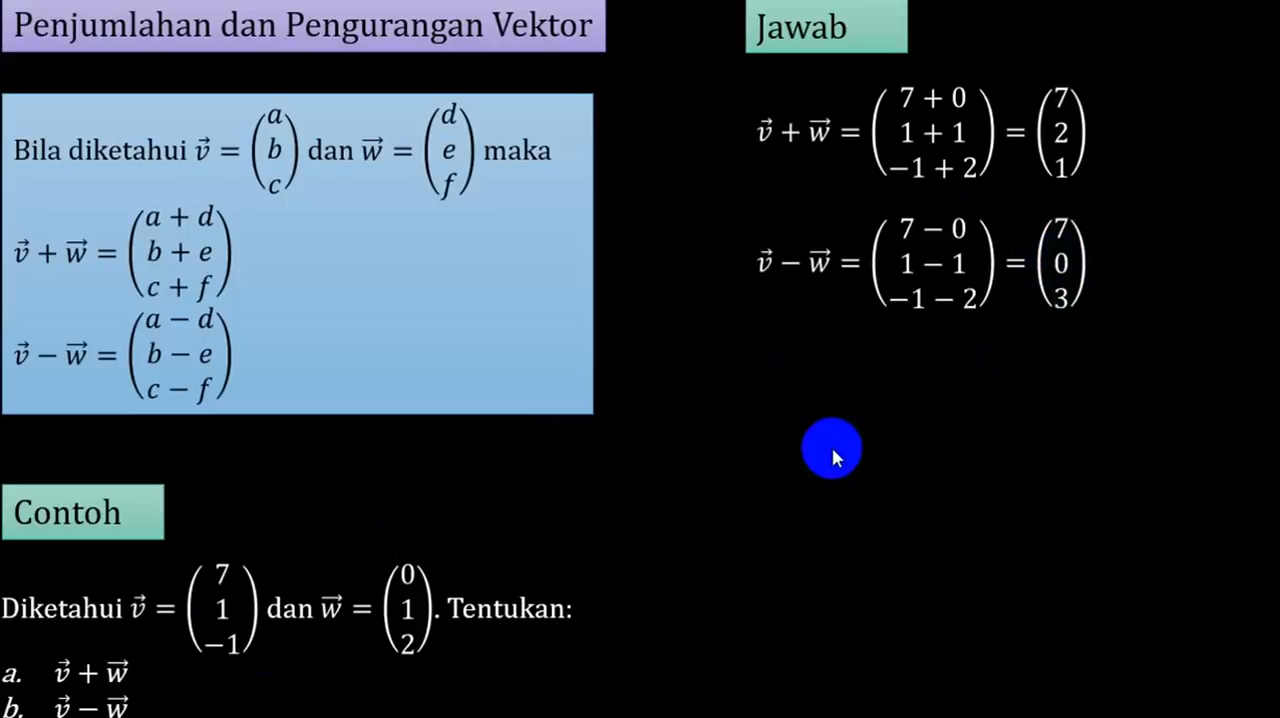 Penjumlahan dan Pengurangan Vektor
Bila diketahui v⃗ = (a b c) dan w⃗ = (d e f) maka
v⃗ + w⃗ = (a + d b + e c + f)
v⃗ − w⃗ = (a − d b − e c − f)
Contoh
Diketahui v⃗ = (7 1 −1) dan w⃗ = (0 1 2). Tentukan:
a. v⃗ + w⃗
b. v⃗ − w⃗
Jawab
v⃗ + w⃗ = (7 + 0 1 + 1 −1 + 2) = (7 2 1)
v⃗ − w⃗ = (7 − 0 1 − 1 −1 − 2) = (7 0 3)